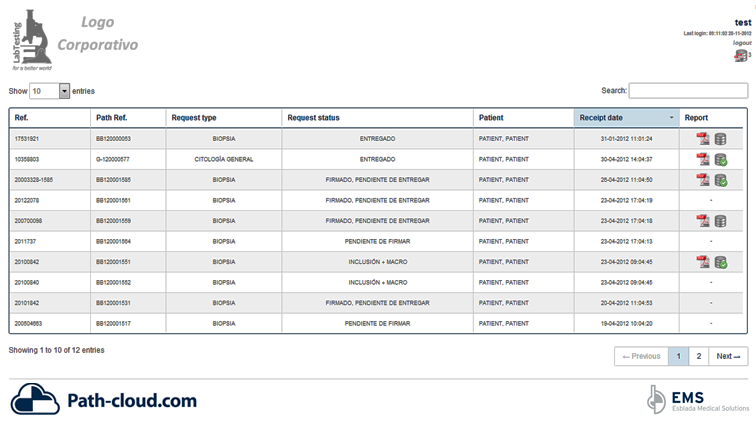 LabTesting
for a better world
Logo
Corporativo
test
Last login: 09:11:02 28-11-2012
logout
3
Show 10 entries
Search:
Ref. Path Ref. Request type Request status Patient Receipt date Report
17531921 BB120000053 BIOPSIA ENTREGADO PATIENT, PATIENT 31-01-2012 11:01:24
10358803 G-120000577 CITOLOGÍA GENERAL ENTREGADO PATIENT, PATIENT 30-04-2012 14:04:37
20003328-1585 BB120001585 BIOPSIA FIRMADO, PENDIENTE DE ENTREGAR PATIENT, PATIENT 25-04-2012 11:04:50
20122078 BB120001561 BIOPSIA FIRMADO, PENDIENTE DE ENTREGAR PATIENT, PATIENT 23-04-2012 17:04:19 -
200700098 BB120001559 BIOPSIA FIRMADO, PENDIENTE DE ENTREGAR PATIENT, PATIENT 23-04-2012 17:04:18
2011737 BB120001564 BIOPSIA PENDIENTE DE FIRMAR PATIENT, PATIENT 23-04-2012 17:04:13 -
20100842 BB120001551 BIOPSIA INCLUSIÓN + MACRO PATIENT, PATIENT 23-04-2012 09:04:45
20100840 BB120001552 BIOPSIA INCLUSIÓN + MACRO PATIENT, PATIENT 23-04-2012 09:04:45 -
20101842 BB120001531 BIOPSIA FIRMADO, PENDIENTE DE ENTREGAR PATIENT, PATIENT 20-04-2012 11:04:53 -
200504663 BB120001517 BIOPSIA PENDIENTE DE FIRMAR PATIENT, PATIENT 19-04-2012 10:04:20 -
Showing 1 to 10 of 12 entries
← Previous 1 2 Next →
Path-cloud.com
EMS
Esblada Medical Solutions